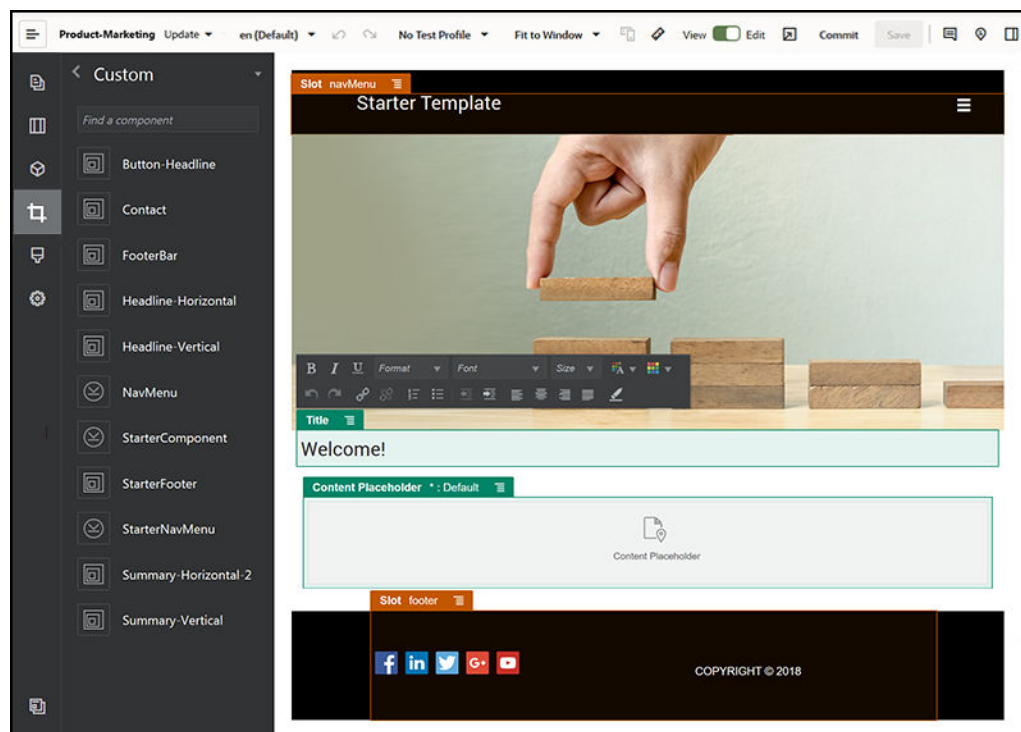 Product-Marketing Update en (Default) No Test Profile Fit to Window View Edit Commit Save
Custom
Find a component
Button-Headline
Contact
FooterBar
Headline-Horizontal
Headline-Vertical
NavMenu
StarterComponent
StarterFooter
StarterNavMenu
Summary-Horizontal-2
Summary-Vertical
Slot navMenu
Starter Template
B I U Format Font Size A
Title
Welcome!
Content Placeholder * : Default
Content Placeholder
Slot footer
f in G+
COPYRIGHT © 2018